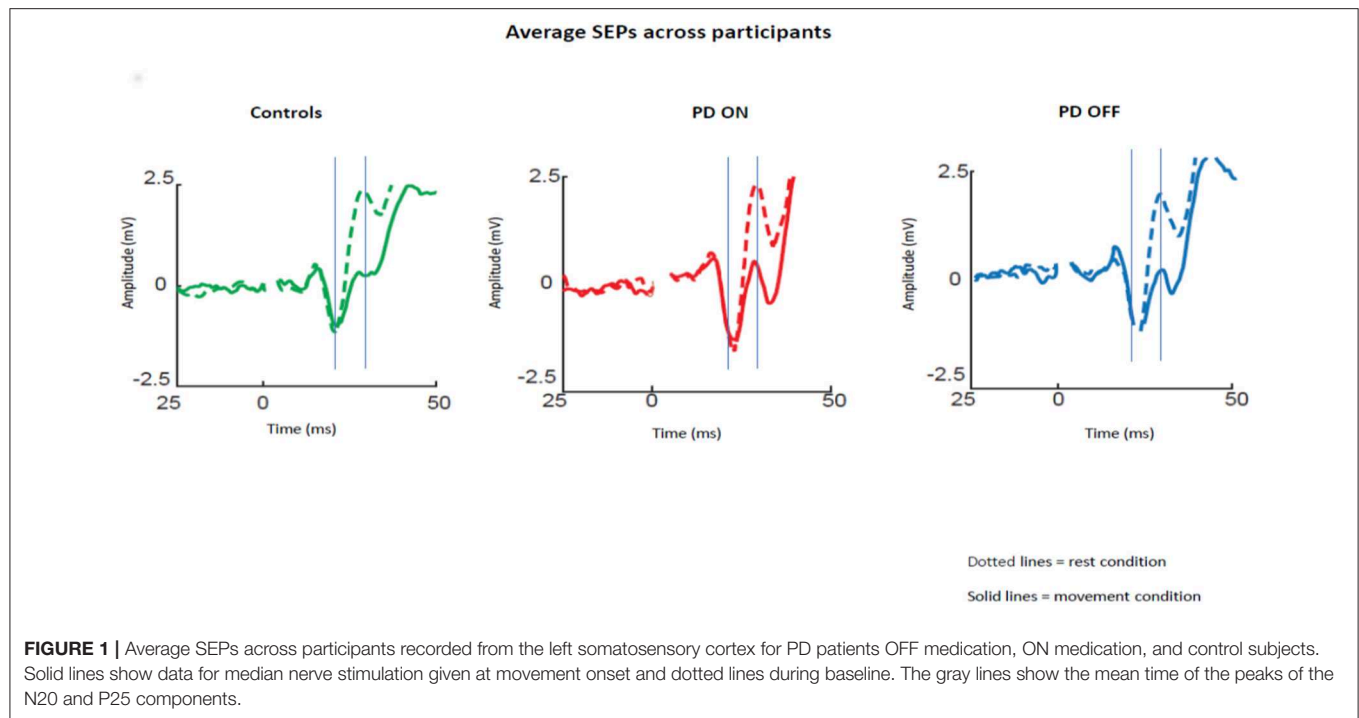 Average SEPs across participants
Controls
PD ON
PD OFF
2.5
0
-2.5
25
0
50
Amplitude (mV)
Time (ms)
2.5
0
-2.5
25
0
50
Amplitude (mV)
Time (ms)
2.5
0
-2.5
25
0
50
Amplitude (mV)
Time (ms)
Dotted lines = rest condition
Solid lines = movement condition
FIGURE 1 | Average SEPs across participants recorded from the left somatosensory cortex for PD patients OFF medication, ON medication, and control subjects.
Solid lines show data for median nerve stimulation given at movement onset and dotted lines during baseline. The gray lines show the mean time of the peaks of the
N20 and P25 components.